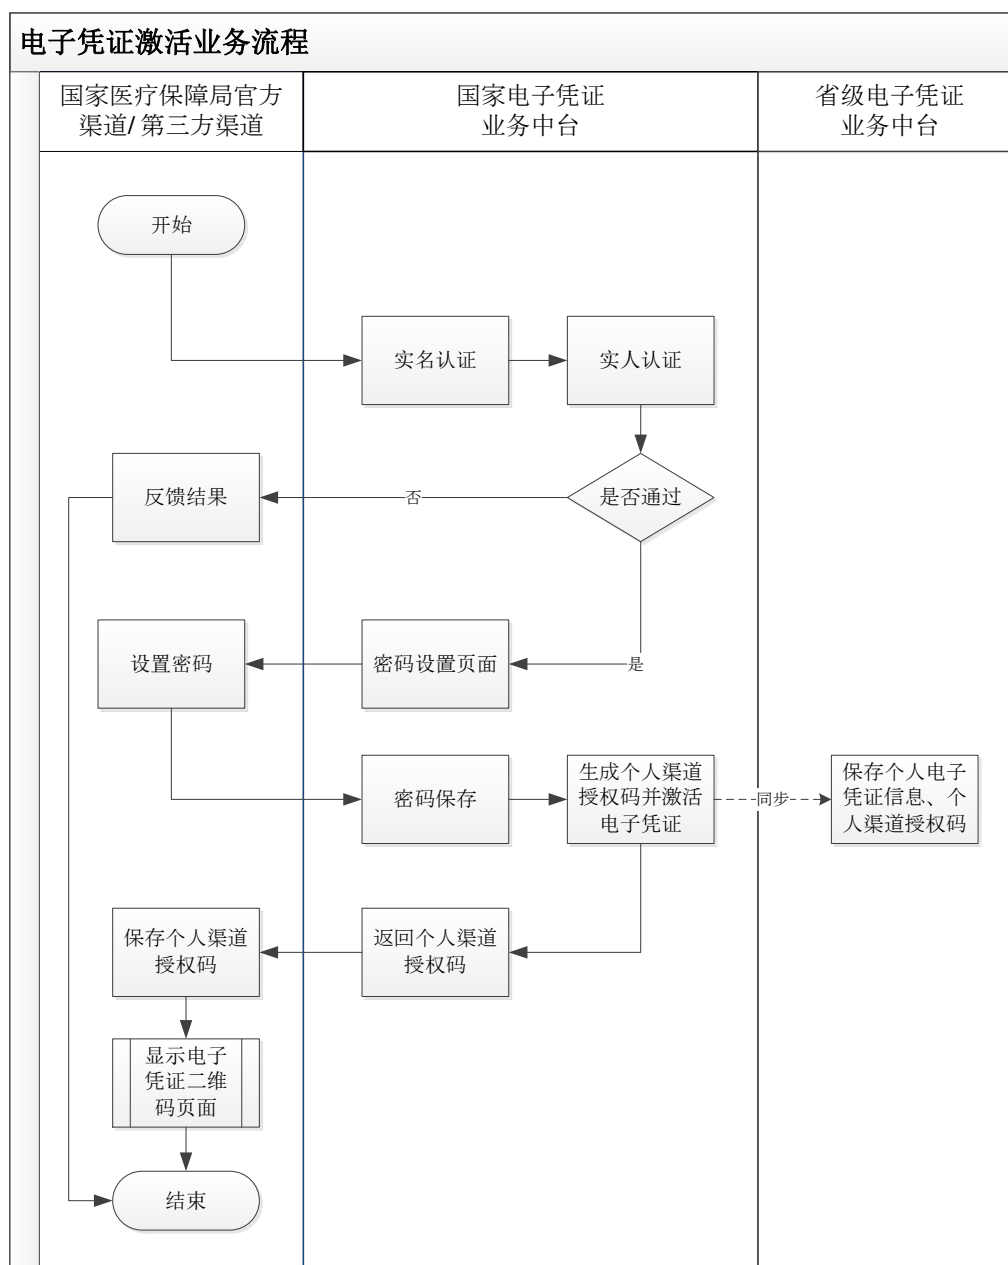 电子凭证激活业务流程
国家医疗保障局官方
渠道/第三方渠道
国家电子凭证
业务中台
省级电子凭证
业务中台
开始
实名认证
实人认证
反馈结果
否
是否通过
设置密码
密码设置页面
是
密码保存
生成个人渠道
授权码并激活
电子凭证
同步
保存个人电子
凭证信息、个
人渠道授权码
保存个人渠道
授权码
返回个人渠道
授权码
显示电子
凭证二维
码页面
结束